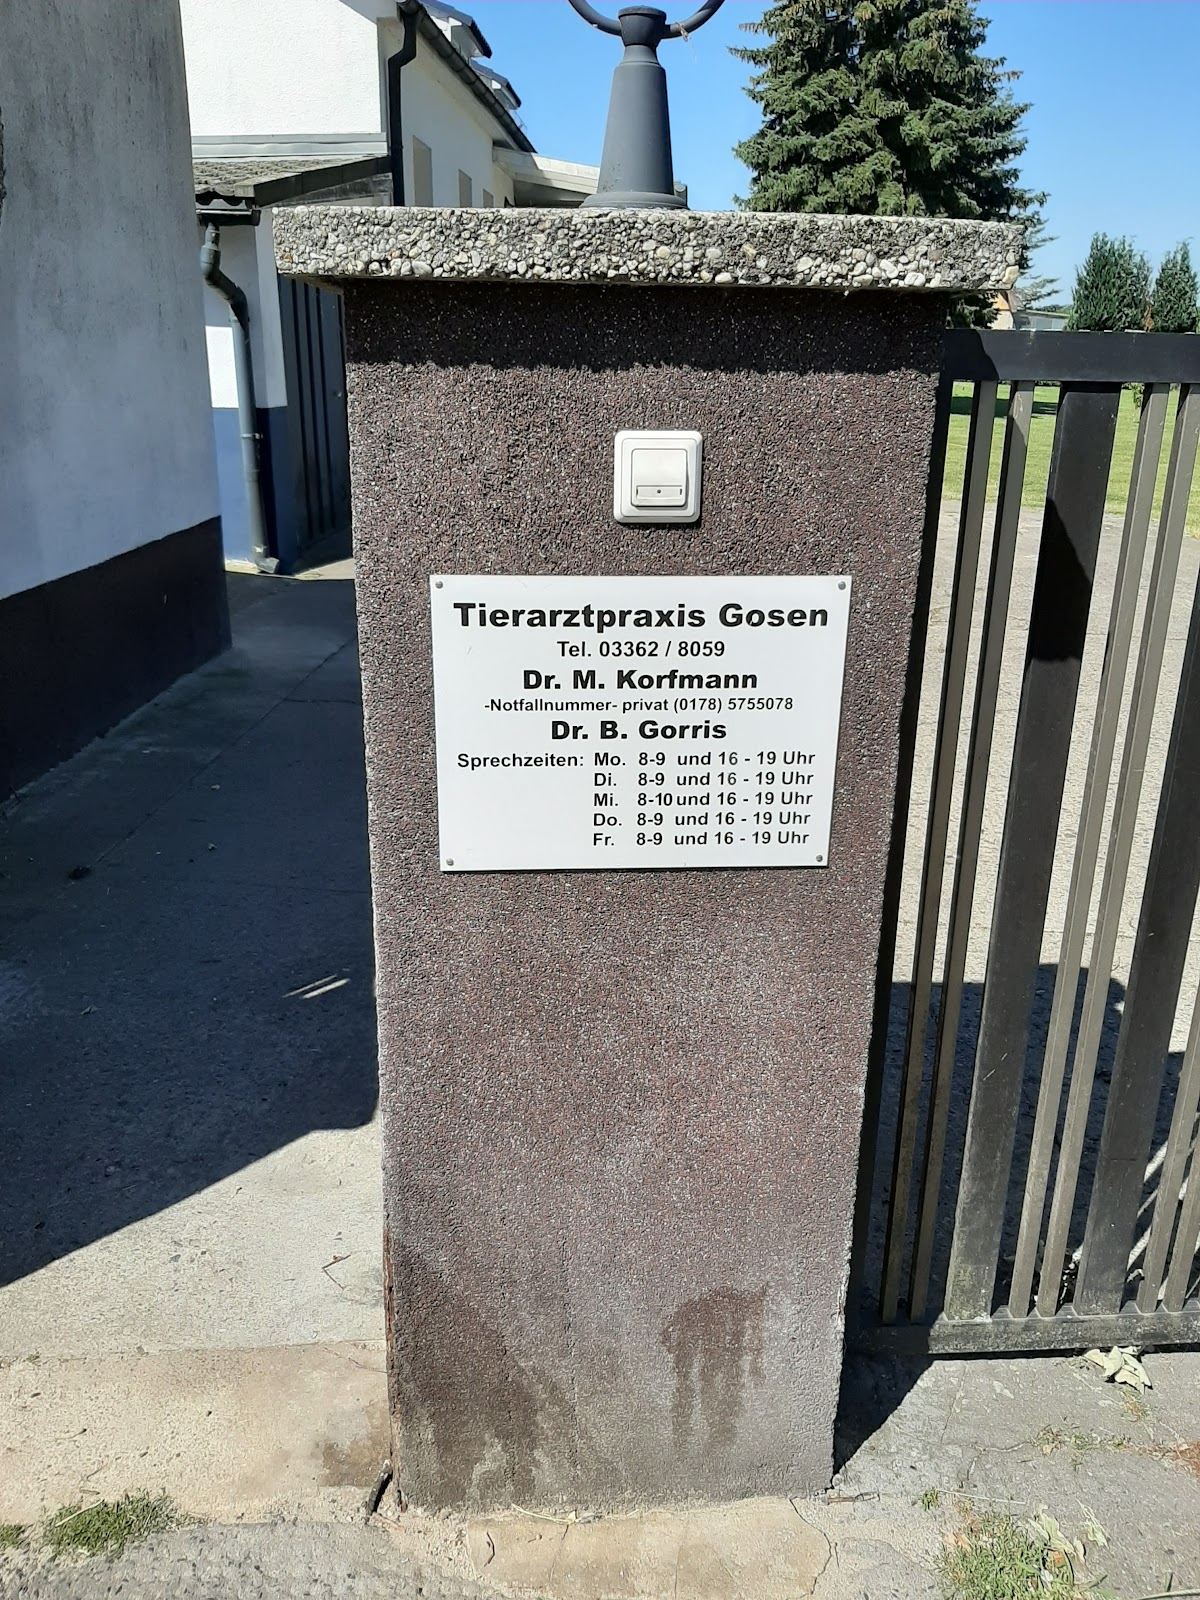 Tierarztpraxis Gosen
Tel. 03362 / 8059
Dr. M. Korfmann
-Notfallnummer- privat (0178) 5755078
Dr. B. Gorris
Sprechzeiten: Mo. 8-9 und 16 - 19 Uhr
Di. 8-9 und 16 - 19 Uhr
Mi. 8-10 und 16 - 19 Uhr
Do. 8-9 und 16 - 19 Uhr
Fr. 8-9 und 16 - 19 Uhr